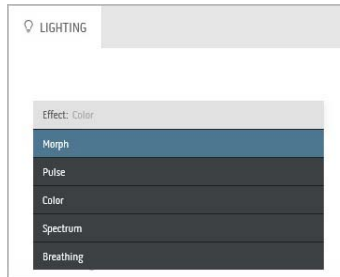 LIGHTING
Effect: Color
Morph
Pulse
Color
Spectrum
Breathing